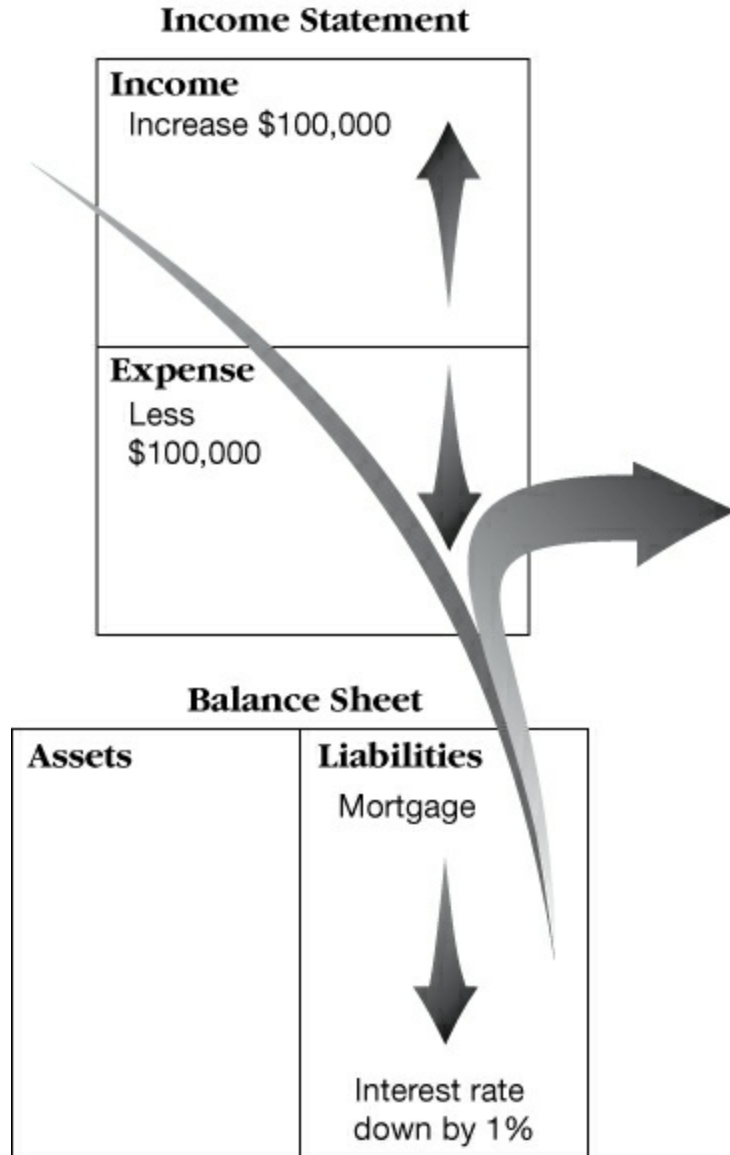 Income Statement
Income
Increase $100,000
Expense
Less
$100,000
Balance Sheet
Assets
Liabilities
Mortgage
Interest rate
down by 1%